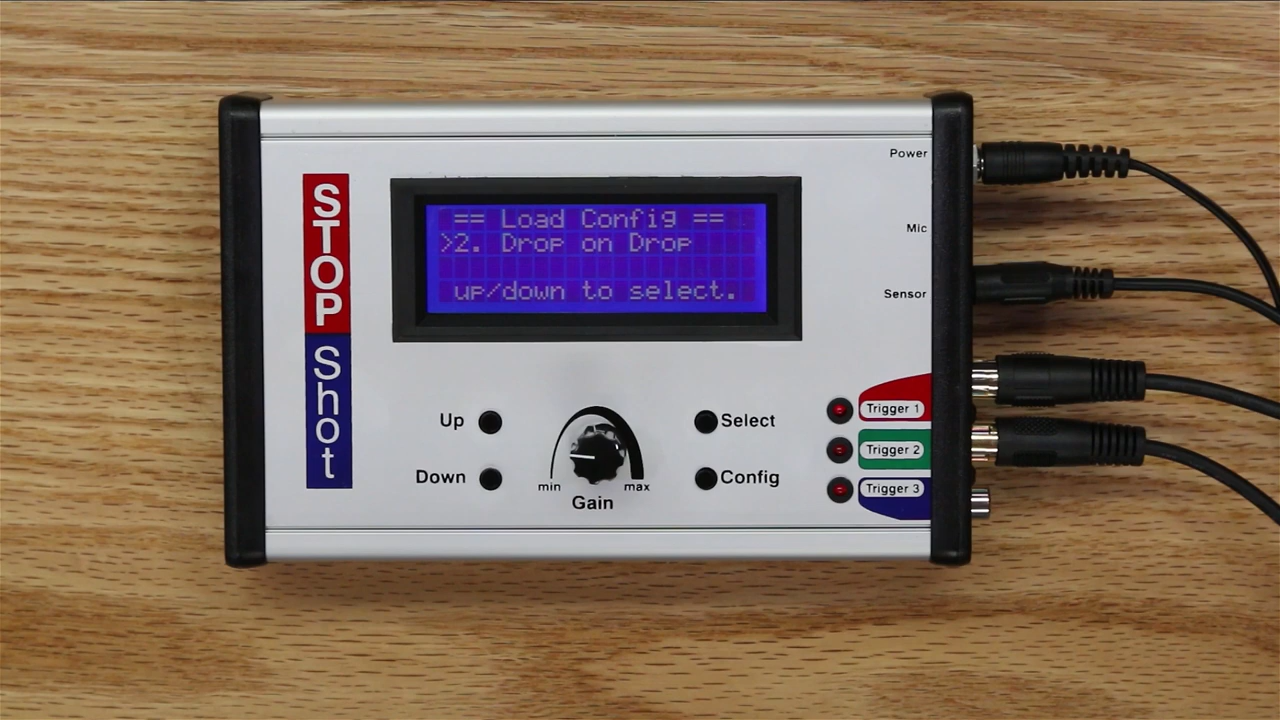 STOP
Shot
== Load Config ==
>2. Drop on Drop
up/down to select.
Power
Mic
Sensor
Up
Down
min
max
Gain
Select
Config
Trigger 1
Trigger 2
Trigger 3